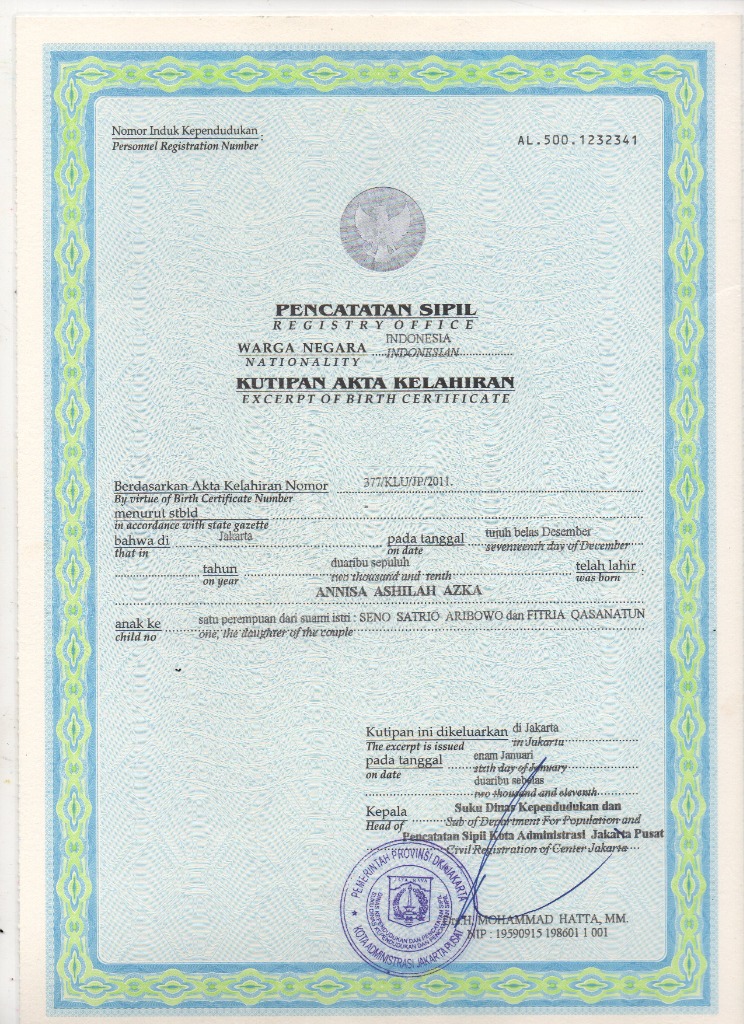 Nomor Induk Kependudukan :
Personnel Registration Number
AL.500.1232341
PENCATATAN SIPIL
REGISTRY OFFICE
WARGA NEGARA INDONESIA
NATIONALITY INDONESIAN
KUTIPAN AKTA KELAHIRAN
EXCERPT OF BIRTH CERTIFICATE
Berdasarkan Akta Kelahiran Nomor 377/KLU/JP/2011.
By virtue of Birth Certificate Number
menurut stbld -
in accordance with state gazette
bahwa di Jakarta pada tanggal tujuh belas Desember
that in on date seventeenth day of December
tahun duaribu sepuluh telah lahir
on year two thousand and tenth was born
ANNISA ASHILAH AZKA
anak ke satu perempuan dari suami istri : SENO SATRIO ARIBOWO dan FITRIA QASANATUN
child no one, the daughter of the couple
Kutipan ini dikeluarkan di Jakarta
The excerpt is issued in Jakarta
pada tanggal enam Januari
on date sixth day of January
duaribu sebelas
two thousand and eleventh
Kepala Suku Dinas Kependudukan dan
Head of Sub of Department For Population and
Pencatatan Sipil Kota Administrasi Jakarta Pusat
Civil Registration of Center Jakarta
PEMERINTAH PROVINSI DKI JAKARTA
KOTA ADMINISTRASI JAKARTA PUSAT
H. MOHAMMAD HATTA, MM.
NIP : 19590915 198601 1 001